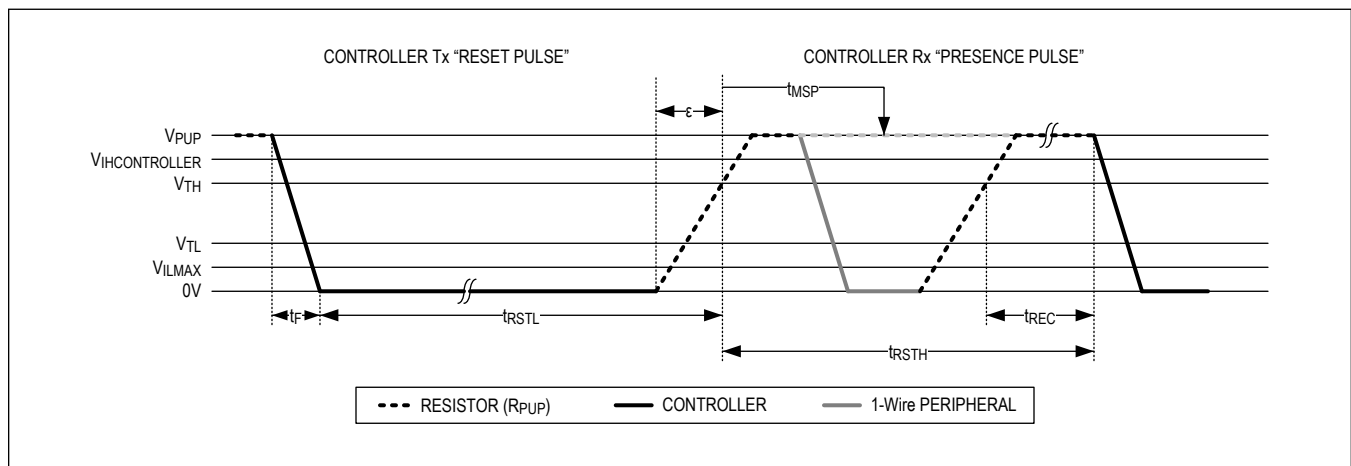 CONTROLLER Tx “RESET PULSE”
CONTROLLER Rx “PRESENCE PULSE”
tMSP
ε
VPUP
VIHCONTROLLER
VTH
VTL
VILMAX
0V
tF
tRSTL
tREC
tRSTH
RESISTOR (RPUP)
CONTROLLER
1-Wire PERIPHERAL